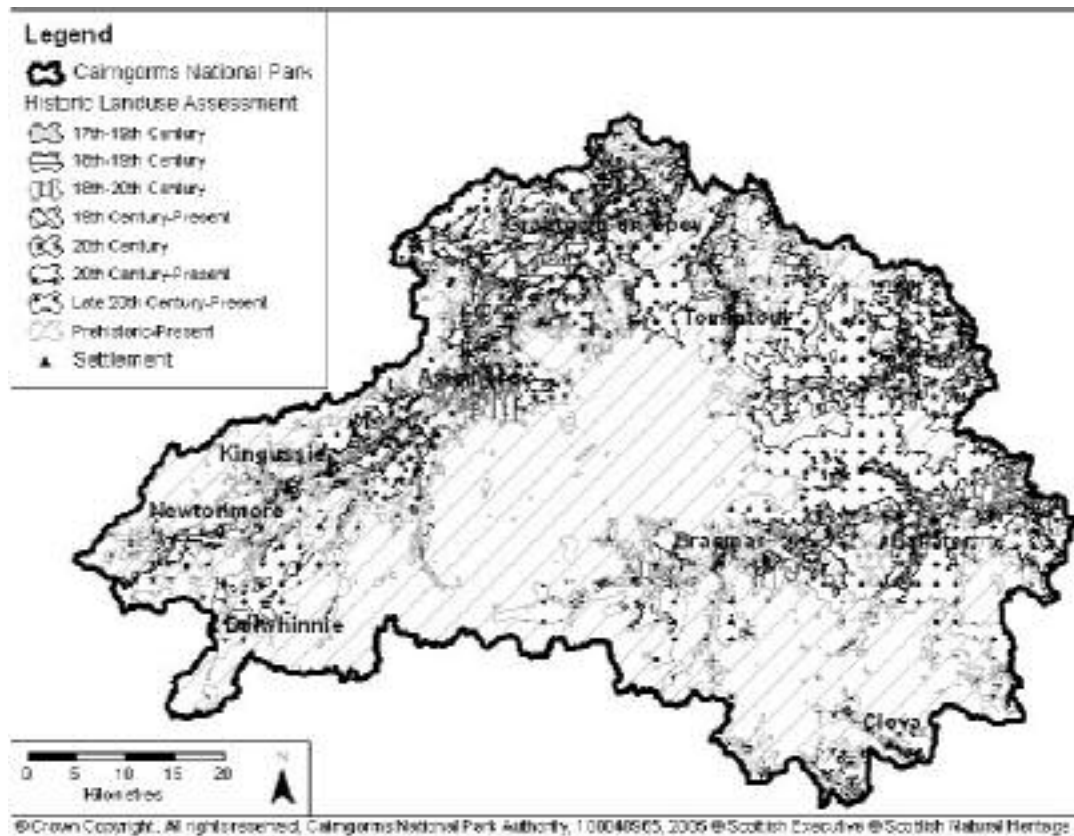 Legend
Cairngorms National Park
Historic Landuse Assessment
17th-19th Century
18th-19th Century
18th-20th Century
19th Century-Present
20th Century
20th Century-Present
Late 20th Century-Present
Prehistoric-Present
Settlement
Grantown-on-Spey
Tomintoul
Aviemore
Kingussie
Newtonmore
Braemar
Ballater
Dalwhinnie
Clova
0 5 10 15 20
Kilometres
N
© Crown Copyright. All rights reserved, Cairngorms National Park Authority, 100040965, 2005 © Scottish Executive © Scottish Natural Heritage